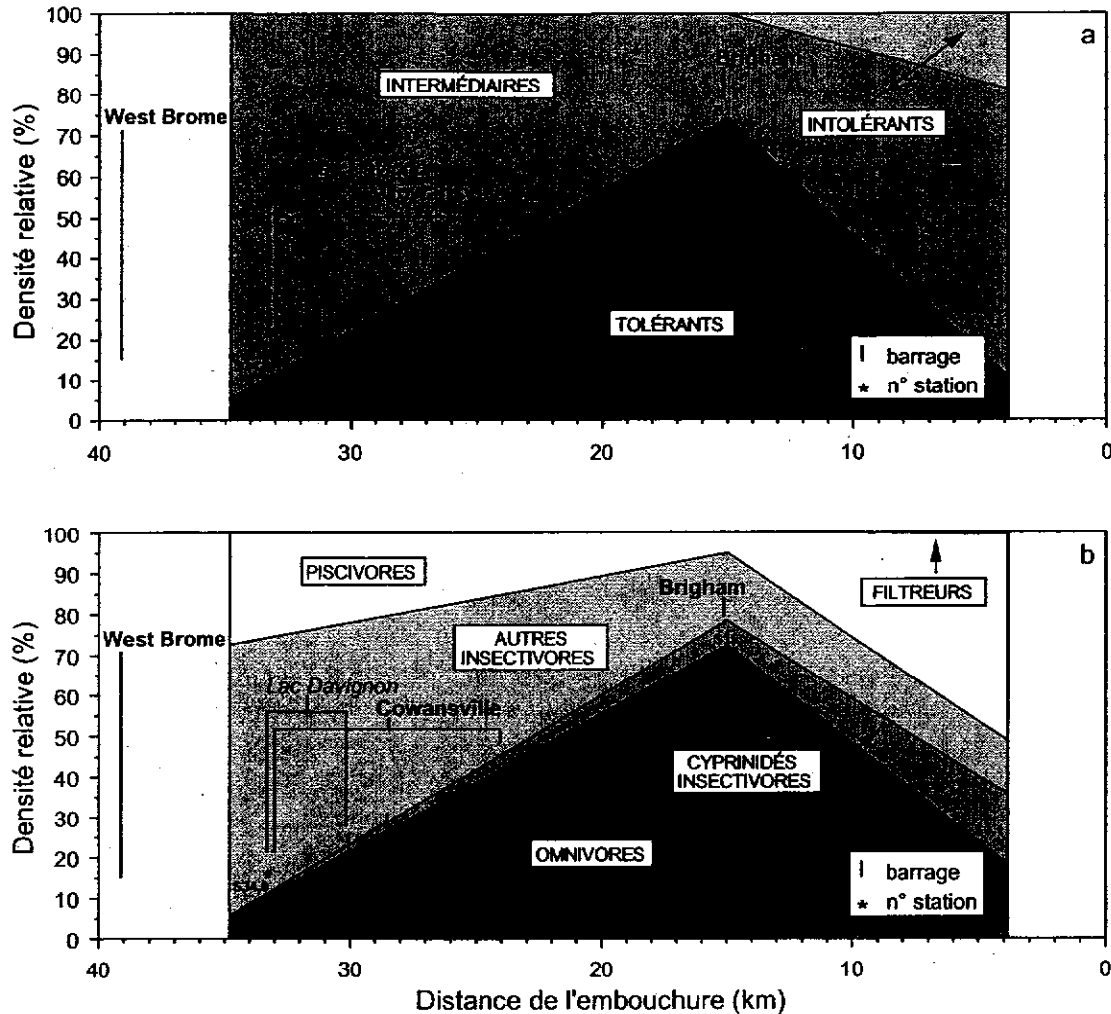 a
100
90
80
70
60
50
40
30
20
10
0
Densité relative (%)
West Brome
INTERMÉDIAIRES
INTOLÉRANTS
TOLÉRANTS
barrage
* n° station
40
30
20
10
0
b
100
90
80
70
60
50
40
30
20
10
0
Densité relative (%)
West Brome
PISCIVORES
Brigham
FILTREURS
AUTRES
INSECTIVORES
Lac Davignon
Cowansville
CYPRINIDÉS
INSECTIVORES
OMNIVORES
barrage
* n° station
40
30
20
10
0
Distance de l'embouchure (km)